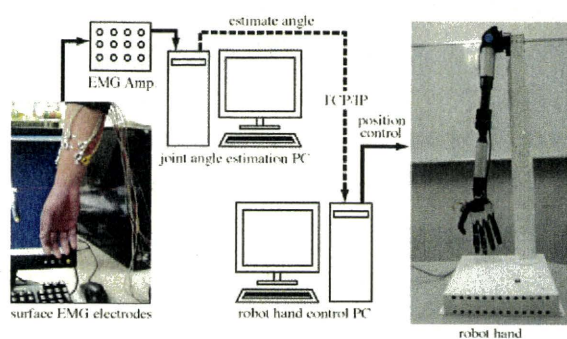 estimate angle
EMG Amp.
TCP/IP
position
control
joint angle estimation PC
surface EMG electrodes
robot hand control PC
robot hand